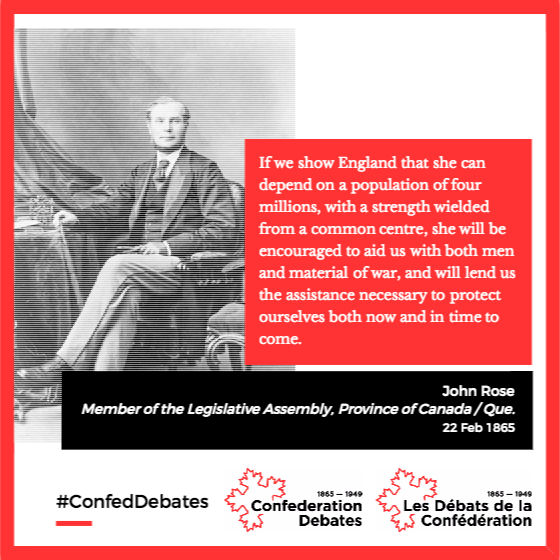 If we show England that she can
depend on a population of four
millions, with a strength wielded
from a common centre, she will be
encouraged to aid us with both men
and material of war, and will lend us
the assistance necessary to protect
ourselves both now and in time to
come.
John Rose
Member of the Legislative Assembly, Province of Canada / Que.
22 Feb 1865
#ConfedDebates
1865 — 1949
Confederation
Debates
1865 — 1949
Les Débats de la
Confédération